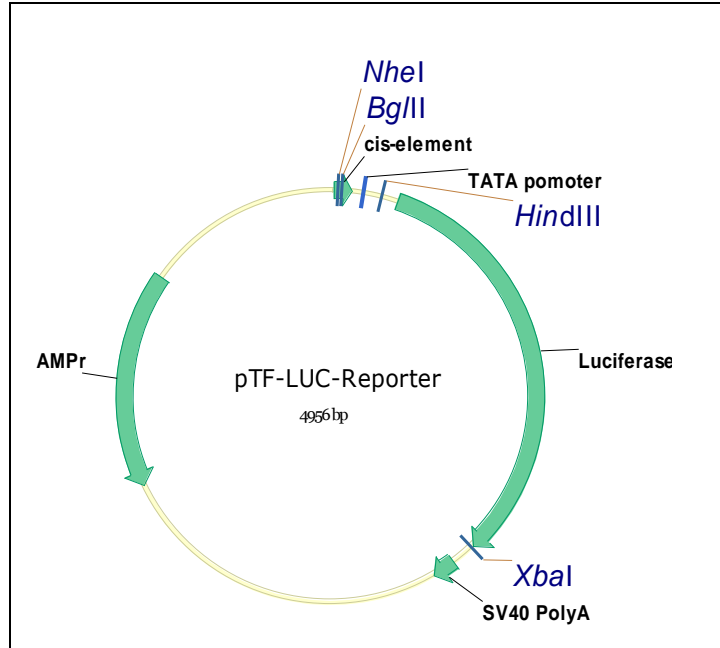 NheI
BglII
cis-element
TATA pomoter
HindIII
AMPr
pTF-LUC-Reporter
4956 bp
Luciferase
XbaI
SV40 PolyA